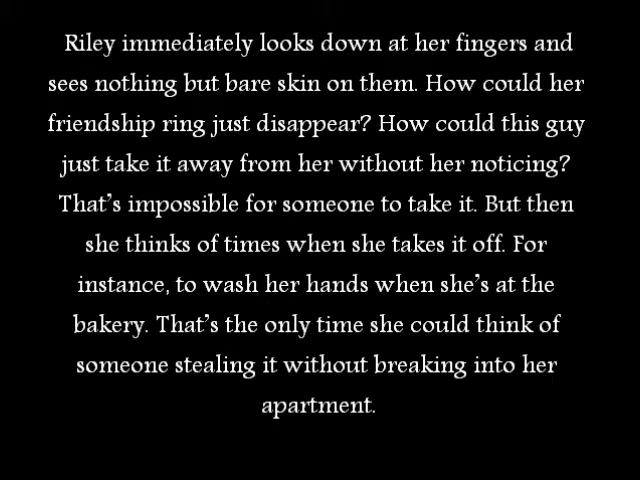 Riley immediately looks down at her fingers and
sees nothing but bare skin on them. How could her
friendship ring just disappear? How could this guy
just take it away from her without her noticing?
That's impossible for someone to take it. But then
she thinks of times when she takes it off. For
instance, to wash her hands when she's at the
bakery. That's the only time she could think of
someone stealing it without breaking into her
apartment.